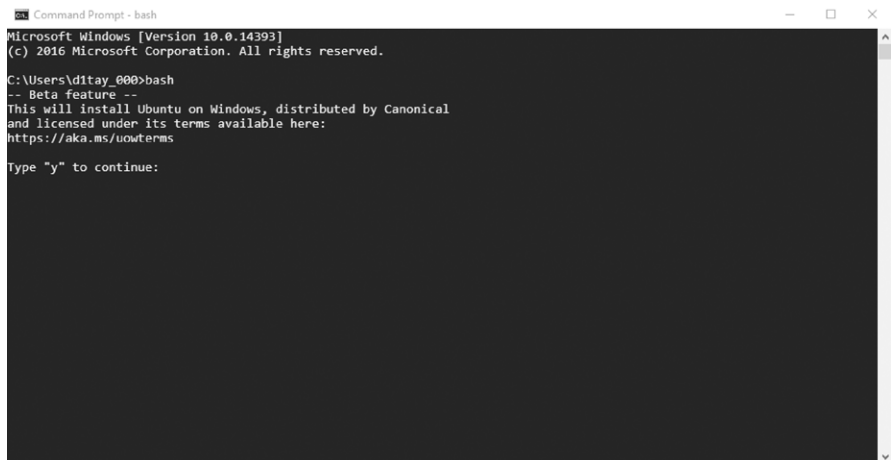 Command Prompt - bash
Microsoft Windows [Version 10.0.14393]
(c) 2016 Microsoft Corporation. All rights reserved.
C:\Users\d1tay_000>bash
-- Beta feature --
This will install Ubuntu on Windows, distributed by Canonical
and licensed under its terms available here:
https://aka.ms/uowterms
Type "y" to continue: